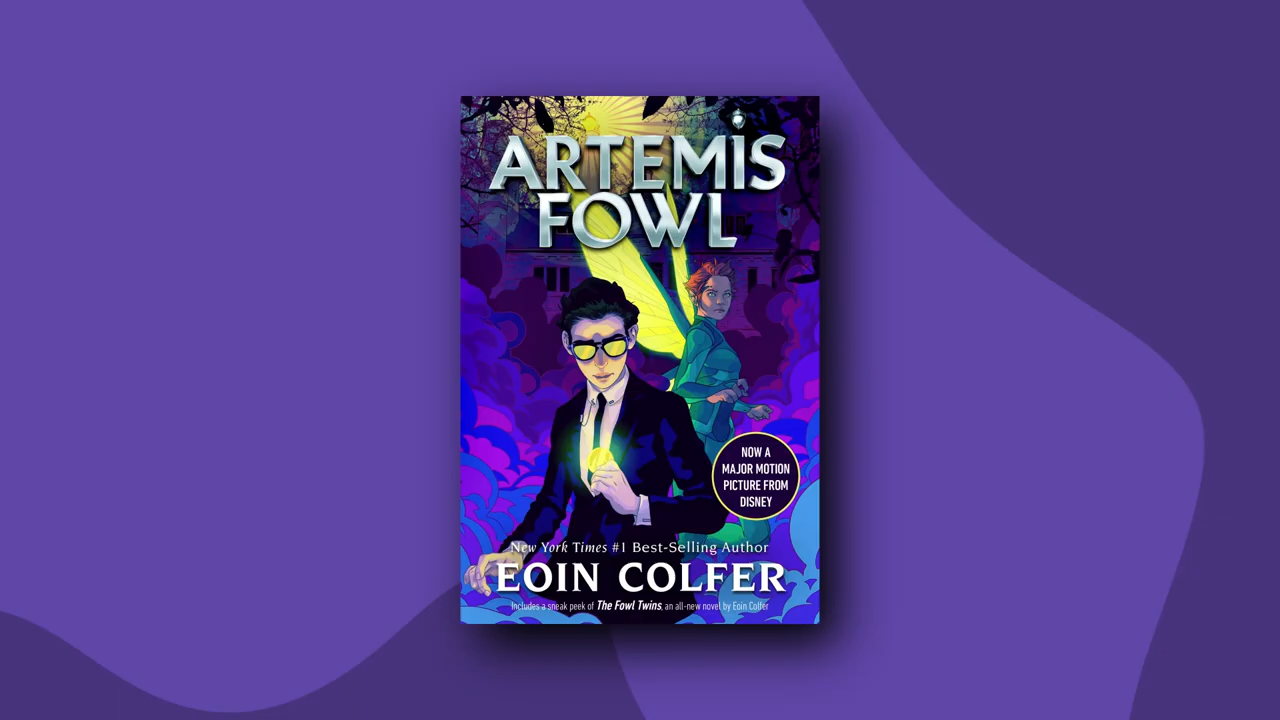 ARTEMIS
FOWL
NOW A
MAJOR MOTION
PICTURE FROM
DISNEY
New York Times #1 Best-Selling Author
EOIN COLFER
Includes a sneak peek of The Fowl Twins, an all-new novel by Eoin Colfer